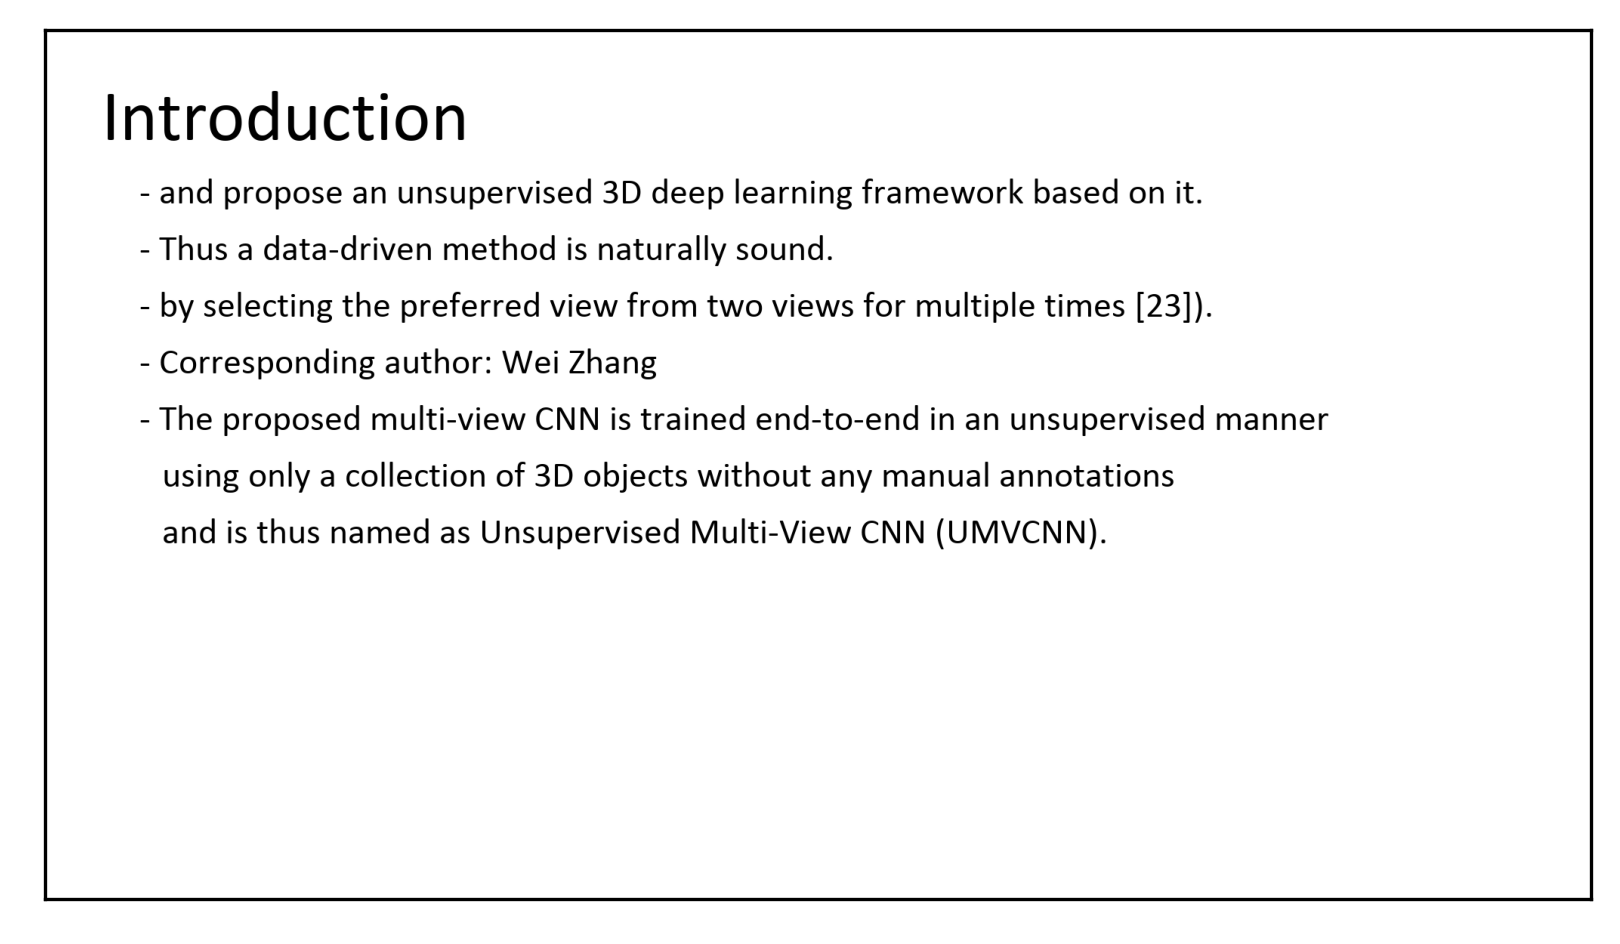 Introduction
- and propose an unsupervised 3D deep learning framework based on it.
- Thus a data-driven method is naturally sound.
- by selecting the preferred view from two views for multiple times [23]).
- Corresponding author: Wei Zhang
- The proposed multi-view CNN is trained end-to-end in an unsupervised manner
using only a collection of 3D objects without any manual annotations
and is thus named as Unsupervised Multi-View CNN (UMVCNN).